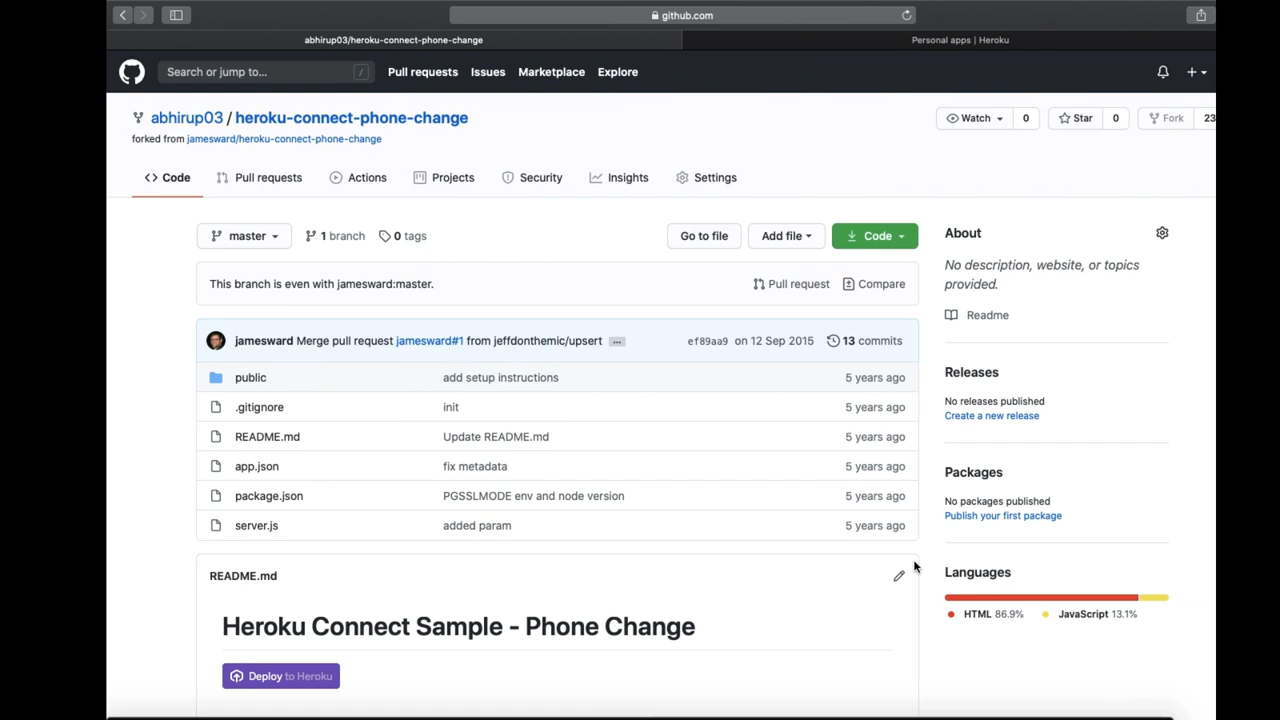 github.com
abhirup03/heroku-connect-phone-change
Personal apps | Heroku
Search or jump to...
/
Pull requests
Issues
Marketplace
Explore
abhirup03 / heroku-connect-phone-change
Watch 0
Star 0
Fork 23
forked from jamesward/heroku-connect-phone-change
Code
Pull requests
Actions
Projects
Security
Insights
Settings
master
1 branch
0 tags
Go to file
Add file
Code
This branch is even with jamesward:master.
Pull request
Compare
jamesward Merge pull request jamesward#1 from jeffdonthemic/upsert ...
ef89aa9 on 12 Sep 2015
13 commits
public add setup instructions 5 years ago
.gitignore init 5 years ago
README.md Update README.md 5 years ago
app.json fix metadata 5 years ago
package.json PGSSLMODE env and node version 5 years ago
server.js added param 5 years ago
README.md
Heroku Connect Sample - Phone Change
Deploy to Heroku
About
No description, website, or topics
provided.
Readme
Releases
No releases published
Create a new release
Packages
No packages published
Publish your first package
Languages
HTML 86.9%
JavaScript 13.1%